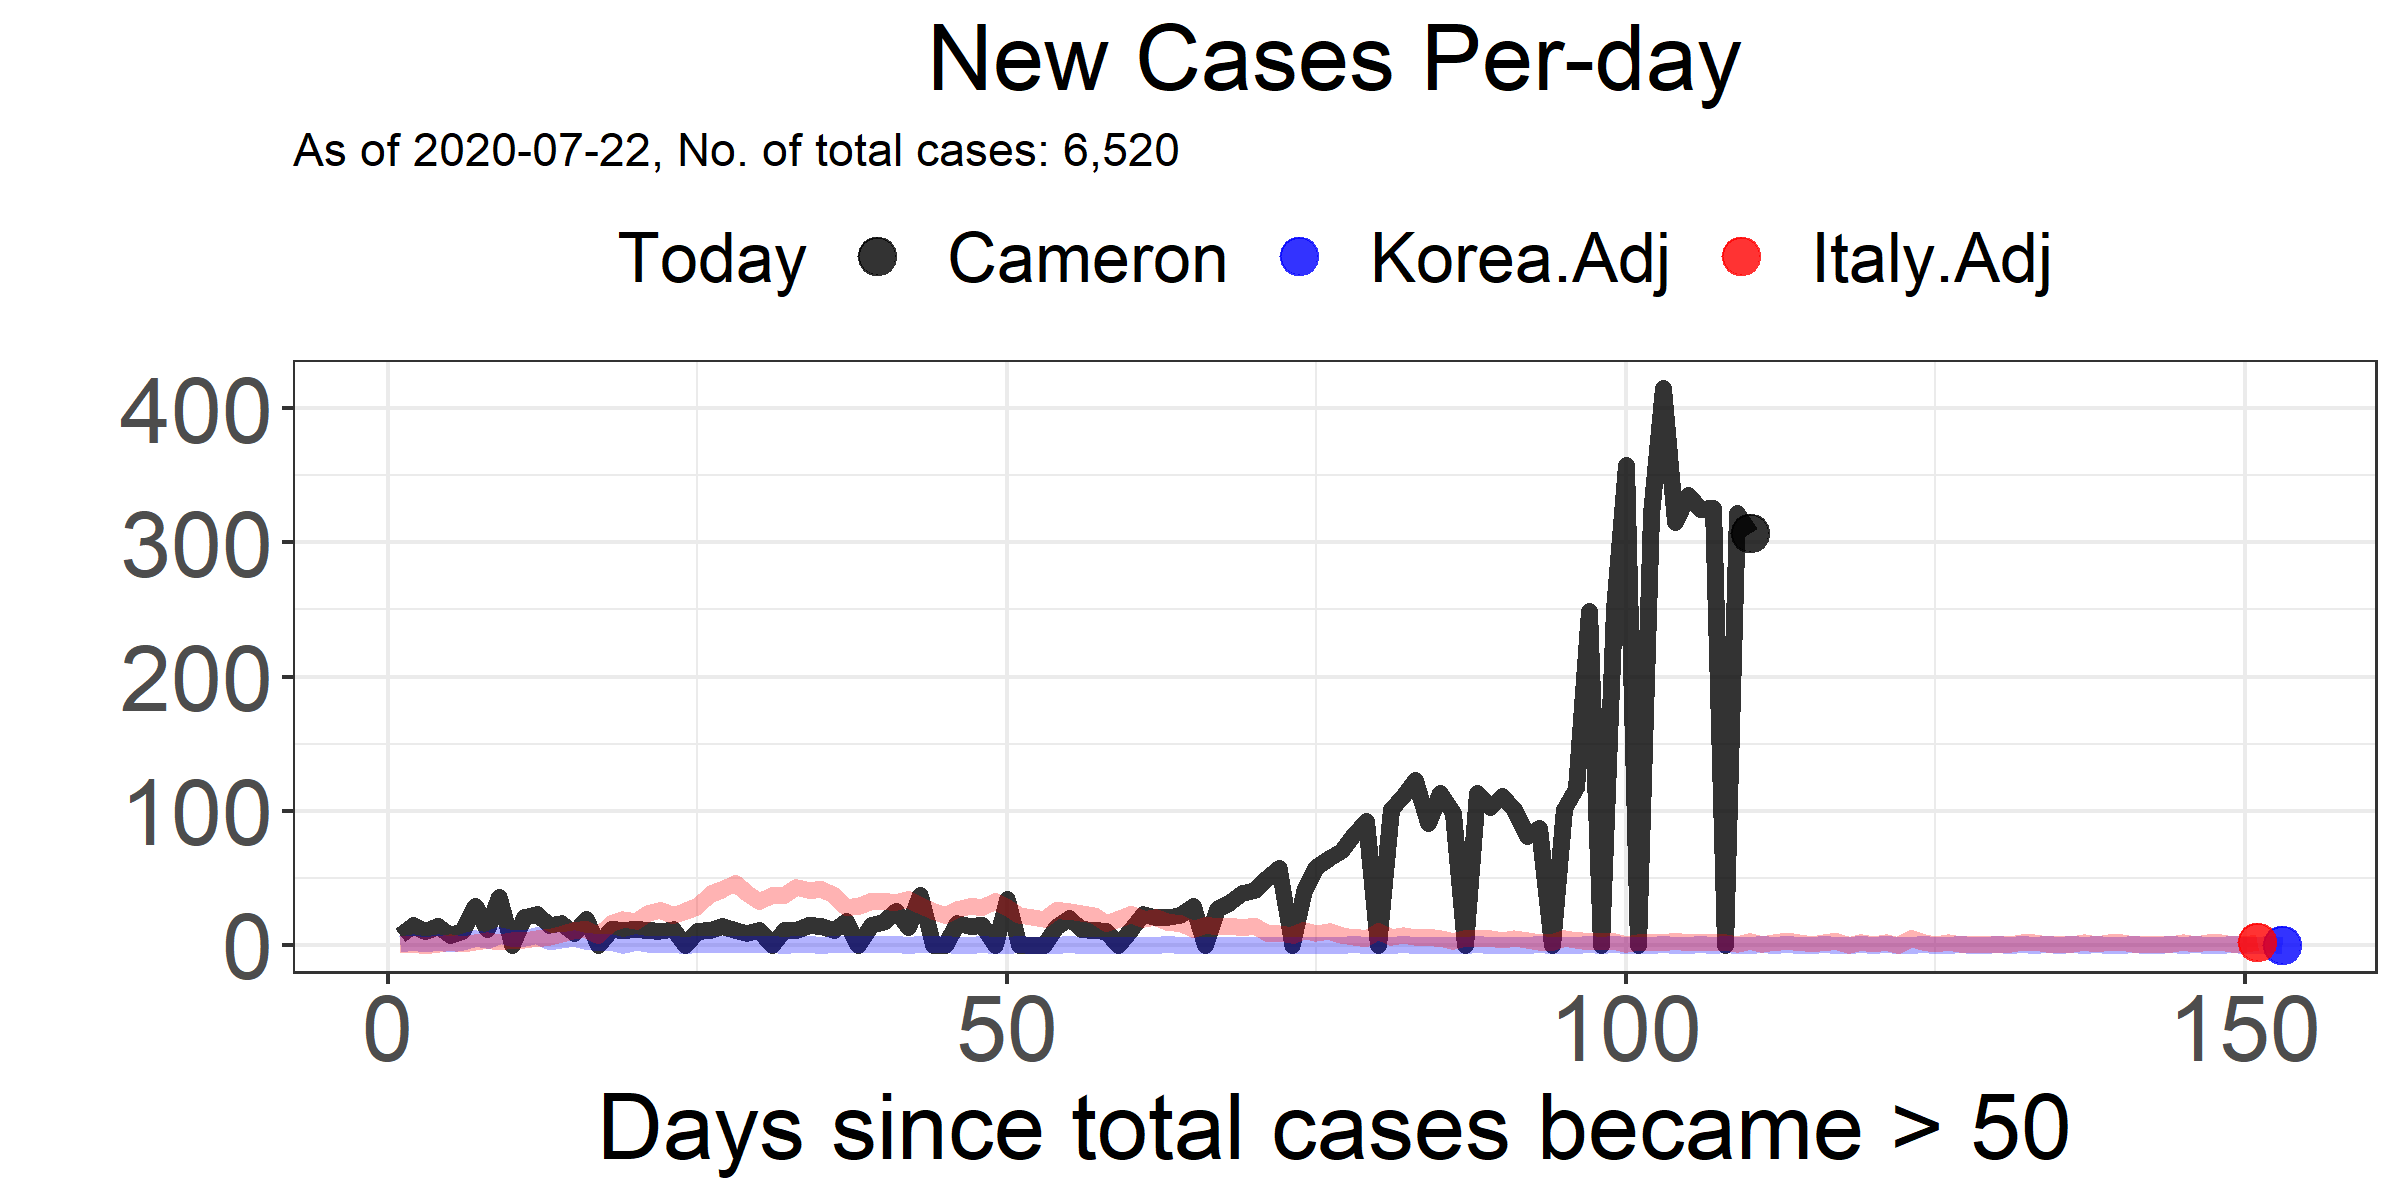 New Cases Per-day
As of 2020-07-22, No. of total cases: 6,520
Today Cameron Korea.Adj Italy.Adj
400
300
200
100
0
0 50 100 150
Days since total cases became > 50